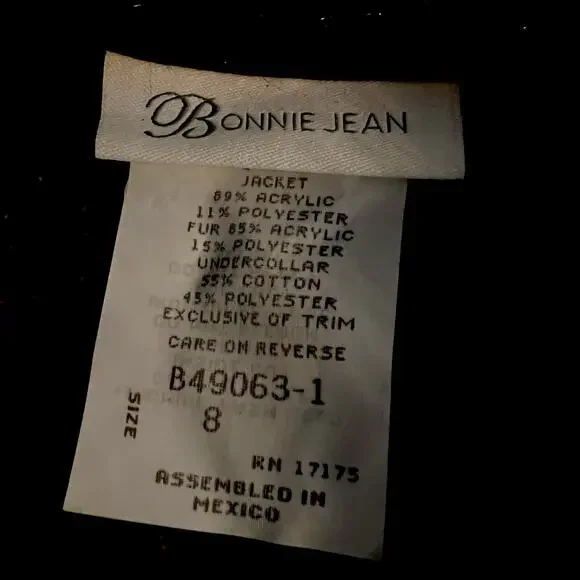 BONNIE JEAN
JACKET
89% ACRYLIC
11% POLYESTER
FUR 85% ACRYLIC
15% POLYESTER
UNDERCOLLAR
55% COTTON
45% POLYESTER
EXCLUSIVE OF TRIM
CARE ON REVERSE
B49063-1
SIZE 8
RN 17175
ASSEMBLED IN
MEXICO